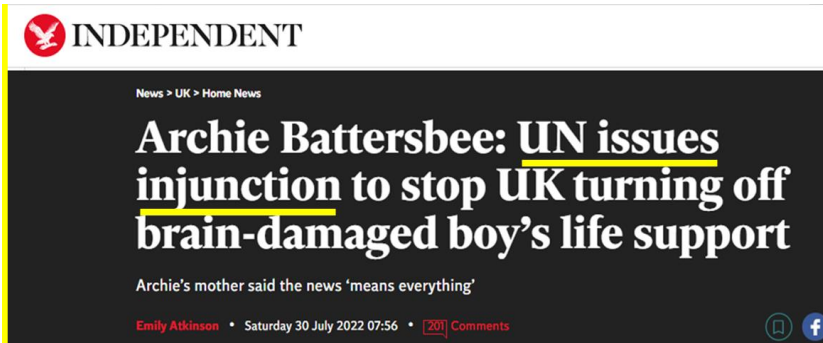 INDEPENDENT
News > UK > Home News
Archie Battersbee: UN issues
injunction to stop UK turning off
brain-damaged boy's life support
Archie's mother said the news 'means everything'
Emily Atkinson • Saturday 30 July 2022 07:56 • 201 Comments